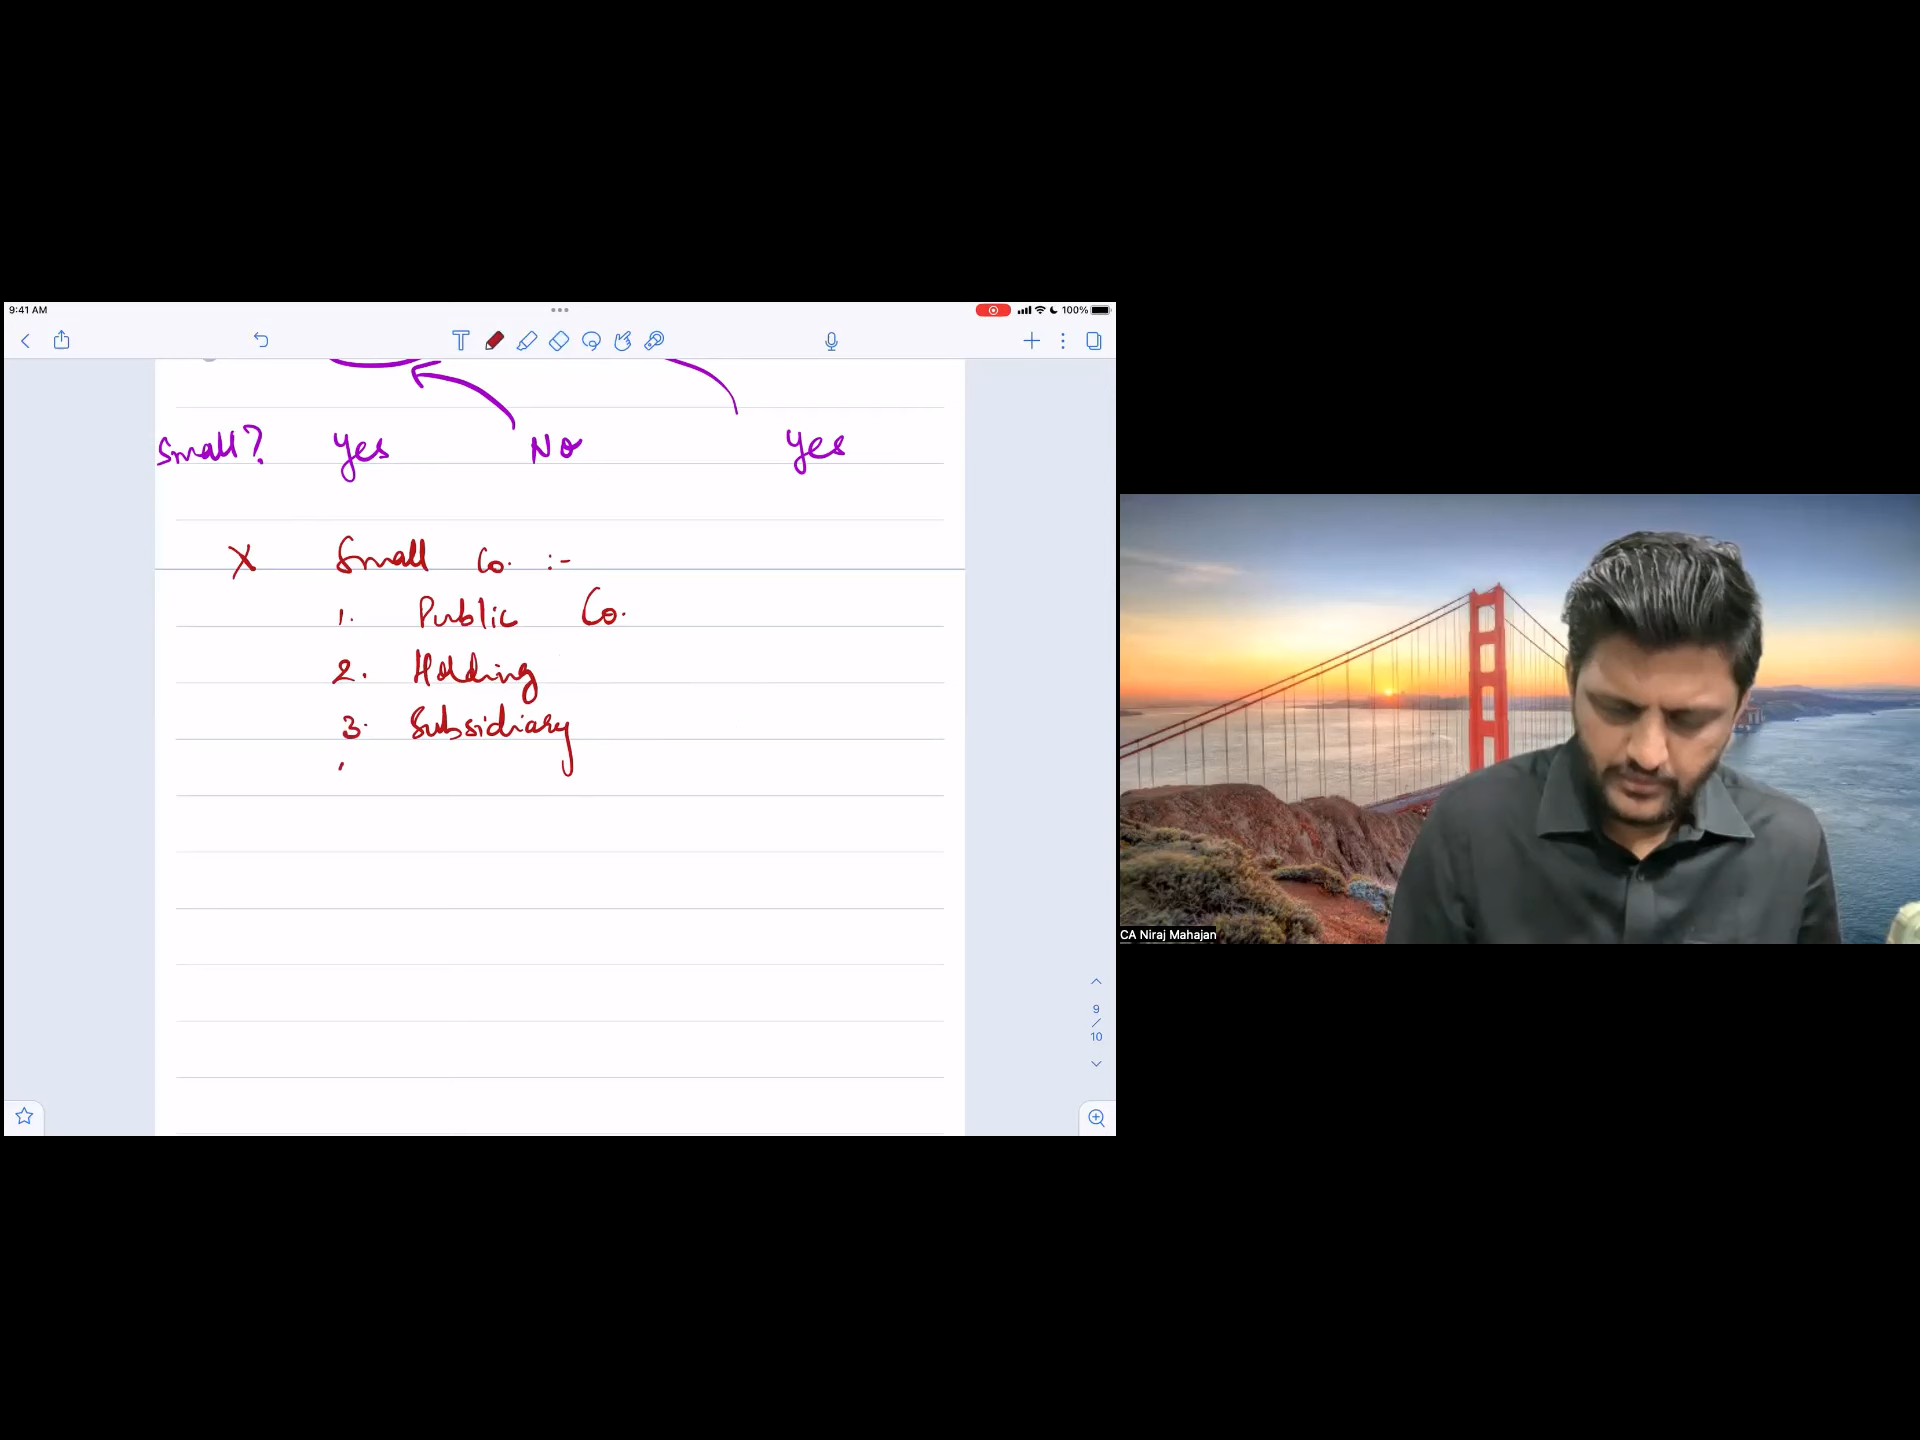 9:41 AM
100%
T
Small? Yes No Yes
X Small Co. :-
1. Public Co.
2. Holding
3. Subsidiary
9
/
10
CA Niraj Mahajan